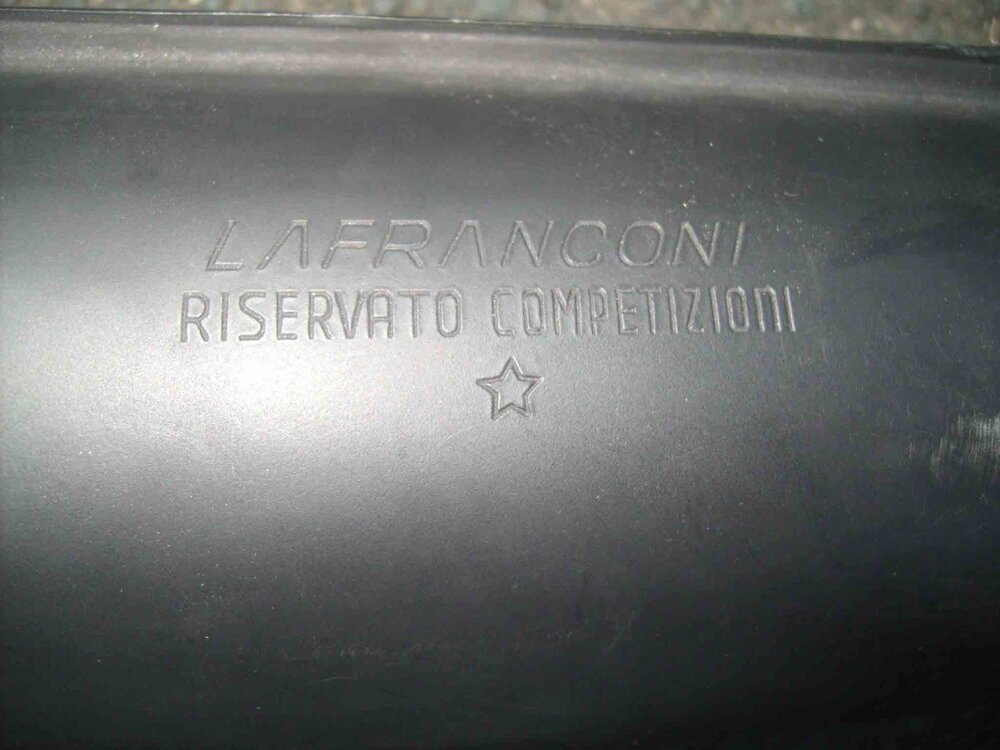 LAFRANCONI
RISERVATO COMPETIZIONI